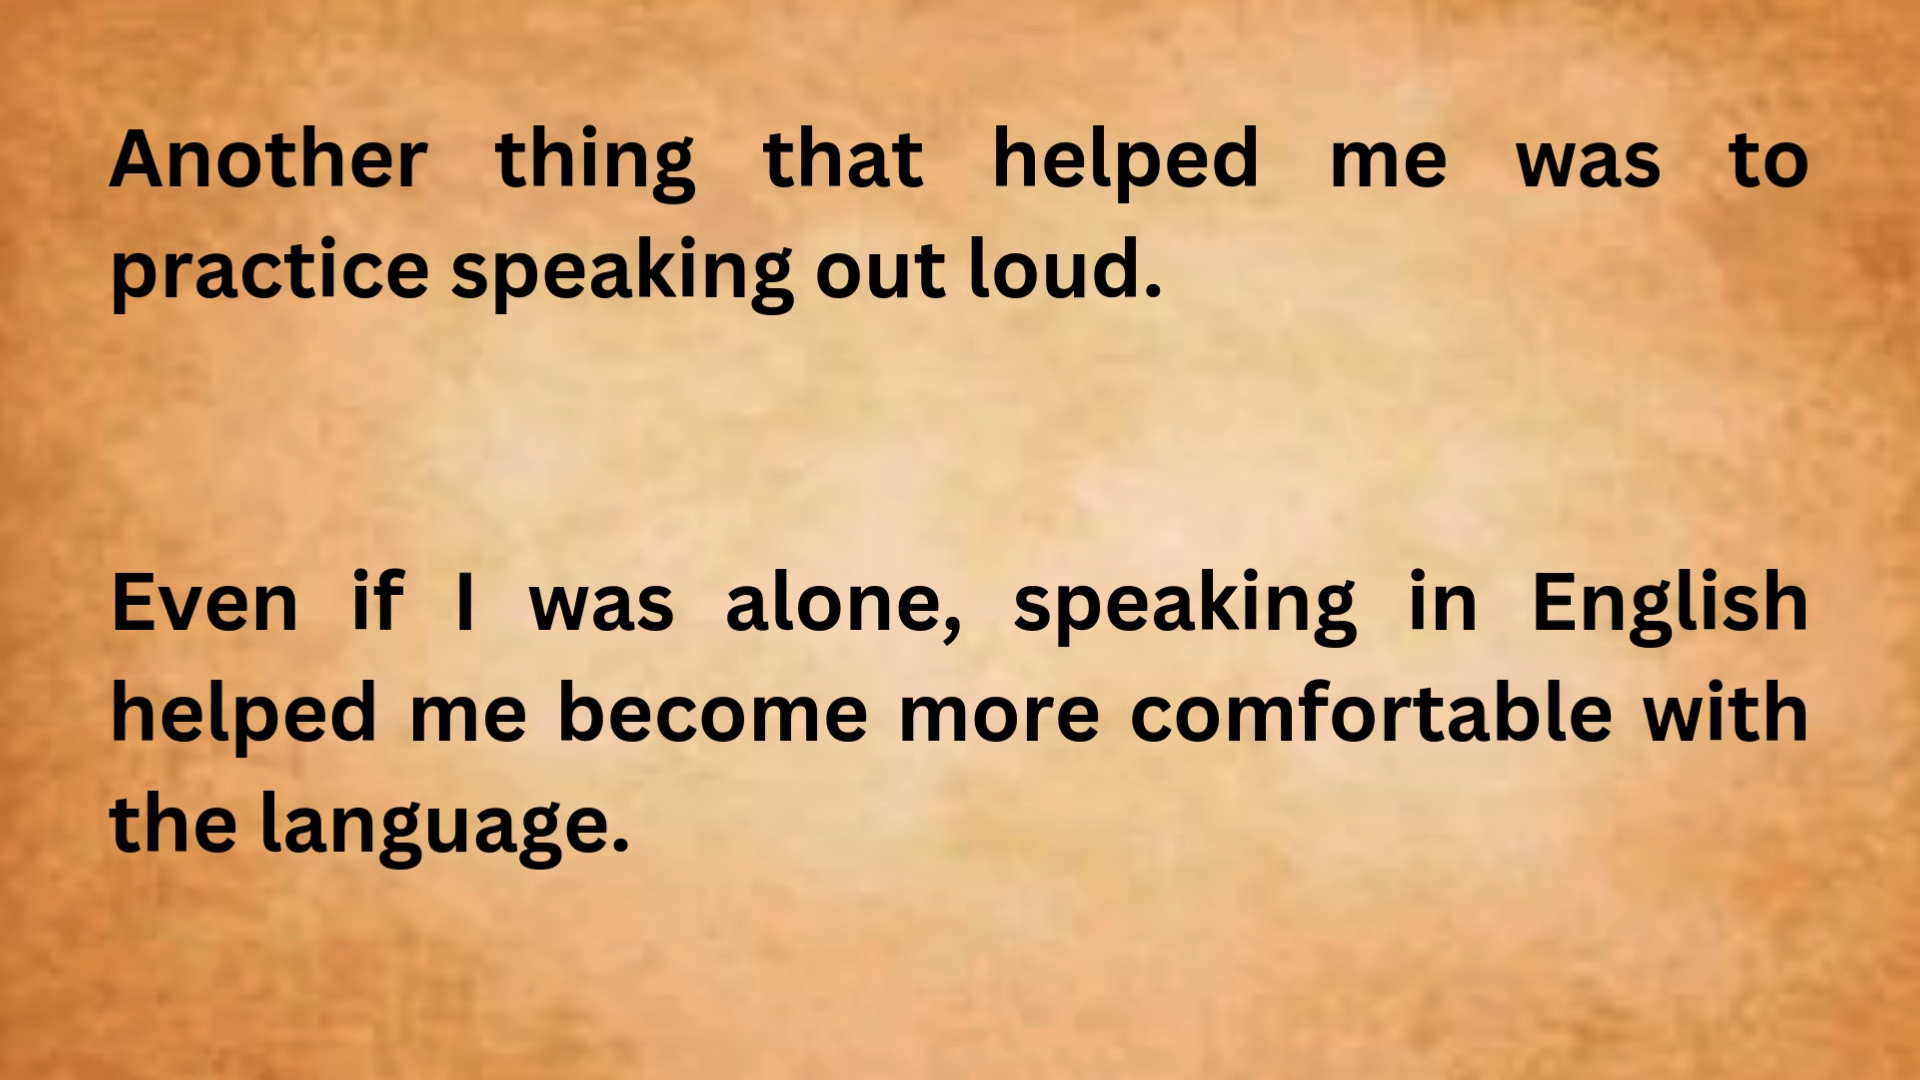 Another thing that helped me was to
practice speaking out loud.
Even if I was alone, speaking in English
helped me become more comfortable with
the language.